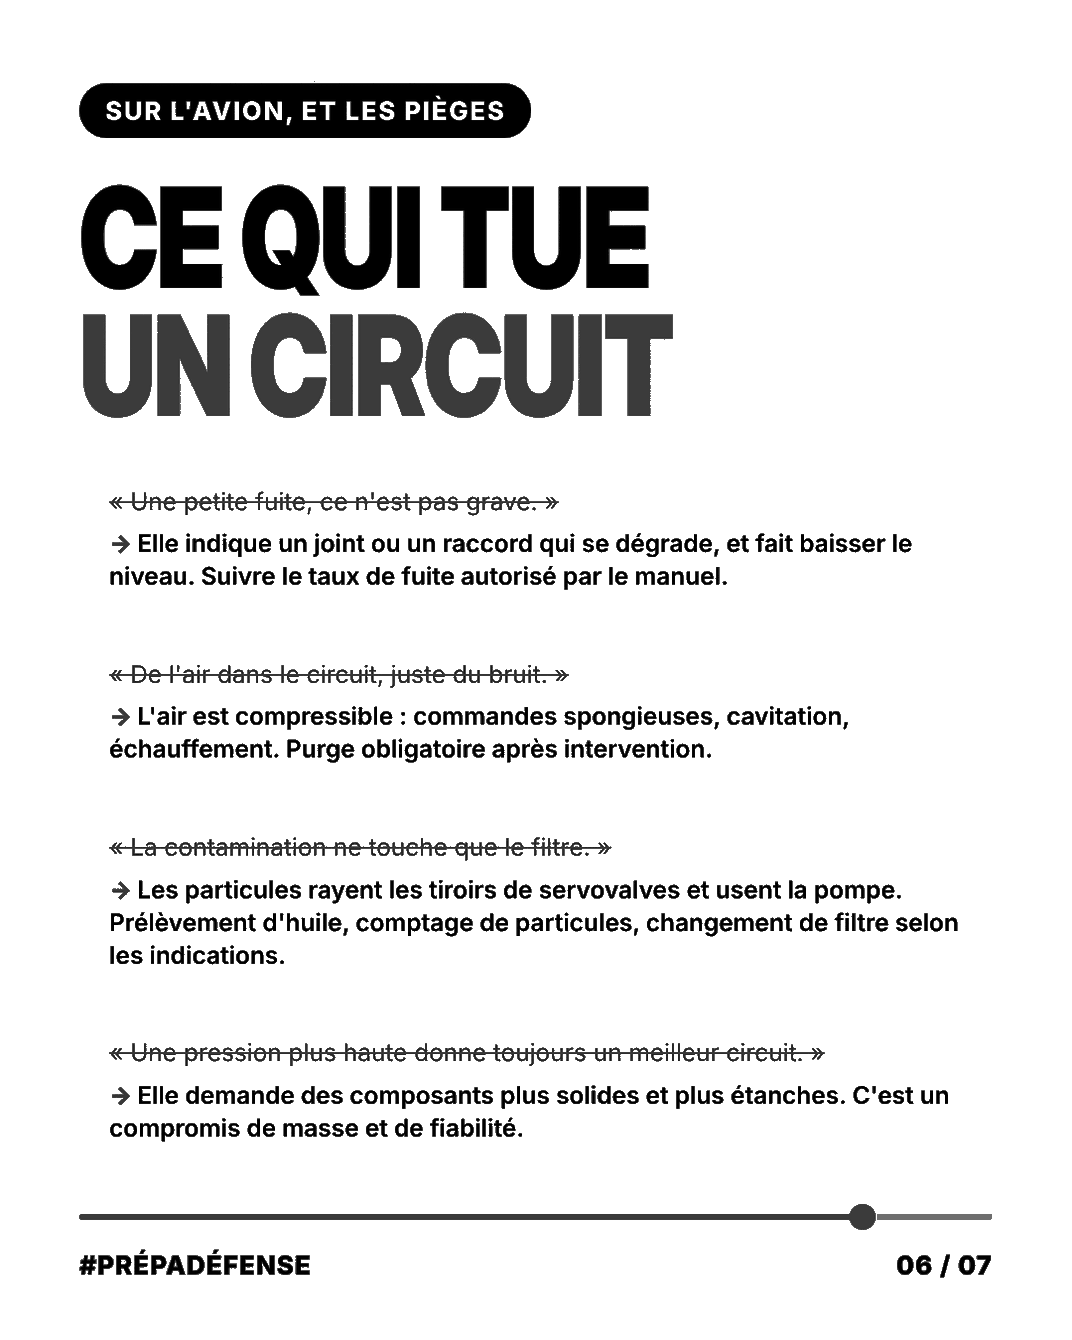 SUR L'AVION, ET LES PIÈGES
CE QUI TUE
UN CIRCUIT
« Une petite fuite, ce n'est pas grave. »
→ Elle indique un joint ou un raccord qui se dégrade, et fait baisser le
niveau. Suivre le taux de fuite autorisé par le manuel.
« De l'air dans le circuit, juste du bruit. »
→ L'air est compressible : commandes spongieuses, cavitation,
échauffement. Purge obligatoire après intervention.
« La contamination ne touche que le filtre. »
→ Les particules rayent les tiroirs de servovalves et usent la pompe.
Prélèvement d'huile, comptage de particules, changement de filtre selon
les indications.
« Une pression plus haute donne toujours un meilleur circuit. »
→ Elle demande des composants plus solides et plus étanches. C'est un
compromis de masse et de fiabilité.
#PRÉPADÉFENSE
06 / 07